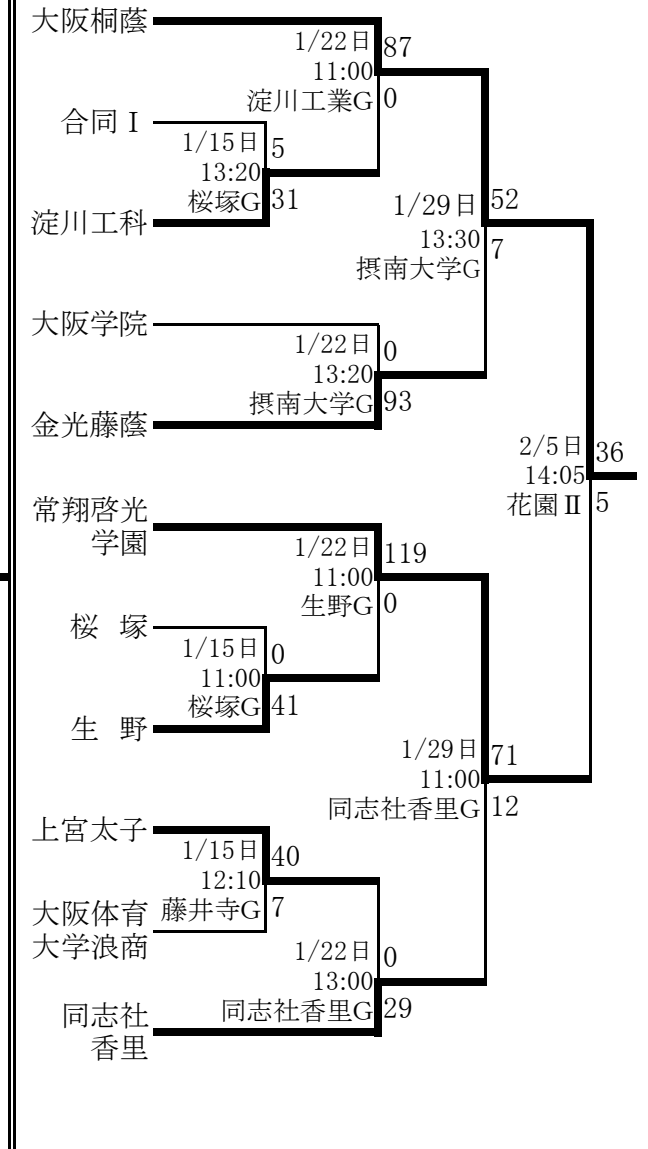 大阪桐蔭
1/22日
87
11:00
淀川工業G
0
合同Ⅰ
1/15日
5
13:20
桜塚G
31
淀川工科
1/29日
52
13:30
7
摂南大学G
大阪学院
1/22日
0
13:20
摂南大学G
93
金光藤蔭
2/5日
36
14:05
花園Ⅱ
5
常翔啓光
学園
1/22日
119
11:00
生野G
0
桜 塚
1/15日
0
11:00
桜塚G
41
生 野
1/29日
71
11:00
同志社香里G
12
上宮太子
1/15日
40
12:10
藤井寺G
7
大阪体育
大学浪商
1/22日
0
13:00
同志社香里G
29
同志社
香里